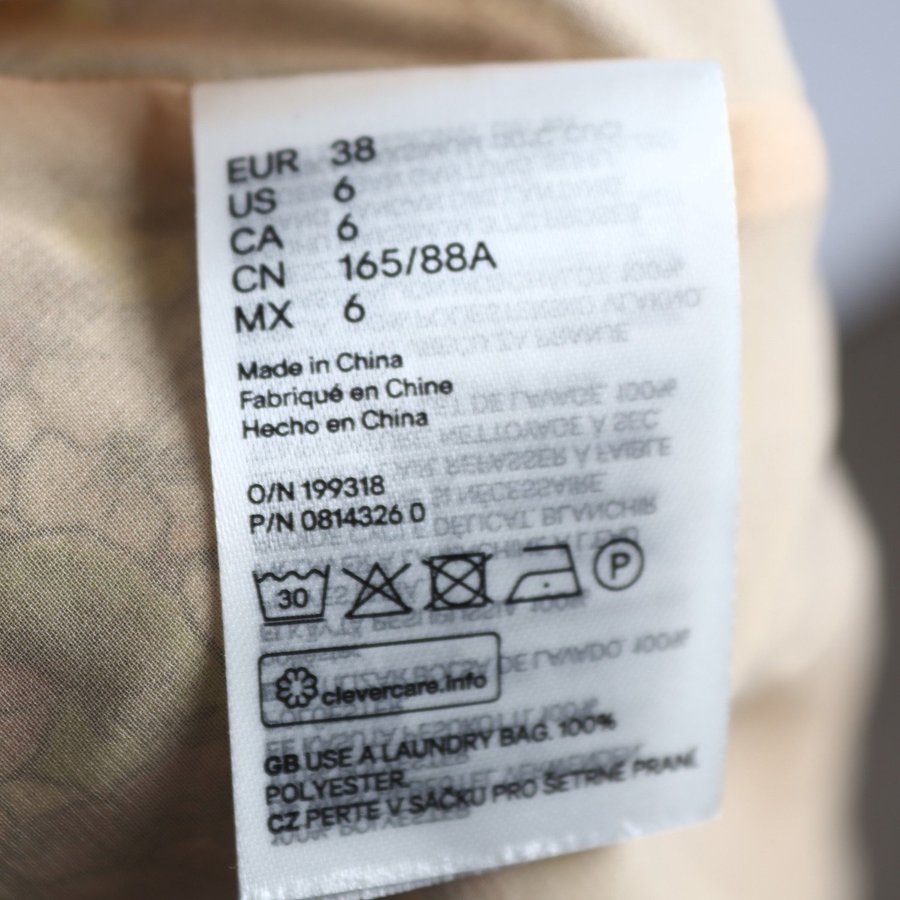 EUR 38
US 6
CA 6
CN 165/88A
MX 6
Made in China
Fabriqué en Chine
Hecho en China
O/N 199318
P/N 0814326 0
30
P
clevercare.info
GB USE A LAUNDRY BAG. 100%
POLYESTER
CZ PERTE V SÁČKU PRO ŠETRNÉ PRANÍ.